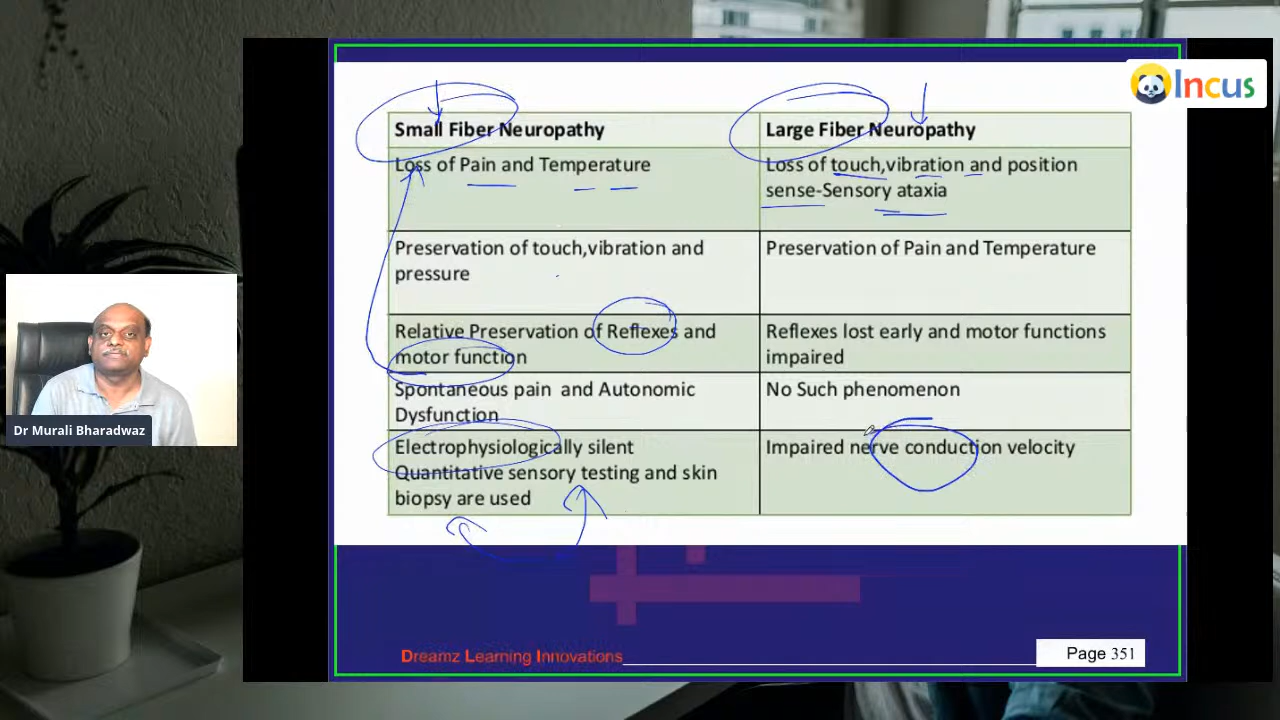 Incus
Small Fiber Neuropathy
Large Fiber Neuropathy
Loss of Pain and Temperature
Loss of touch,vibration and position
sense-Sensory ataxia
Preservation of touch,vibration and
pressure
Preservation of Pain and Temperature
Relative Preservation of Reflexes and
motor function
Reflexes lost early and motor functions
impaired
Spontaneous pain and Autonomic
Dysfunction
No Such phenomenon
Electrophysiologically silent
Quantitative sensory testing and skin
biopsy are used
Impaired nerve conduction velocity
Dr Murali Bharadwaz
Dreamz Learning Innovations
Page 351